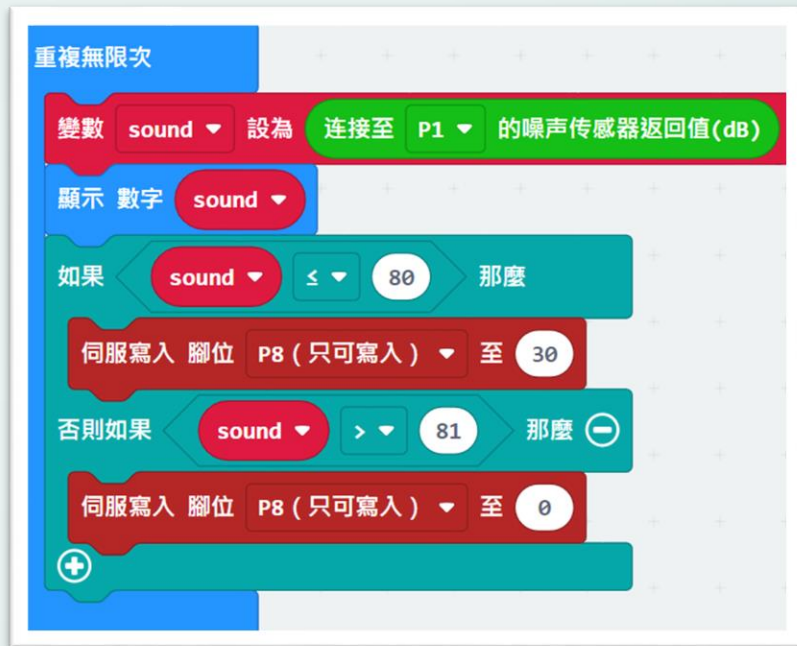 重複無限次
變數 sound 設為 连接至 P1 的噪声传感器返回值(dB)
顯示 數字 sound
如果 sound ≤ 80 那麼
伺服寫入 腳位 P8 ( 只可寫入 ) 至 30
否則如果 sound > 81 那麼
伺服寫入 腳位 P8 ( 只可寫入 ) 至 0